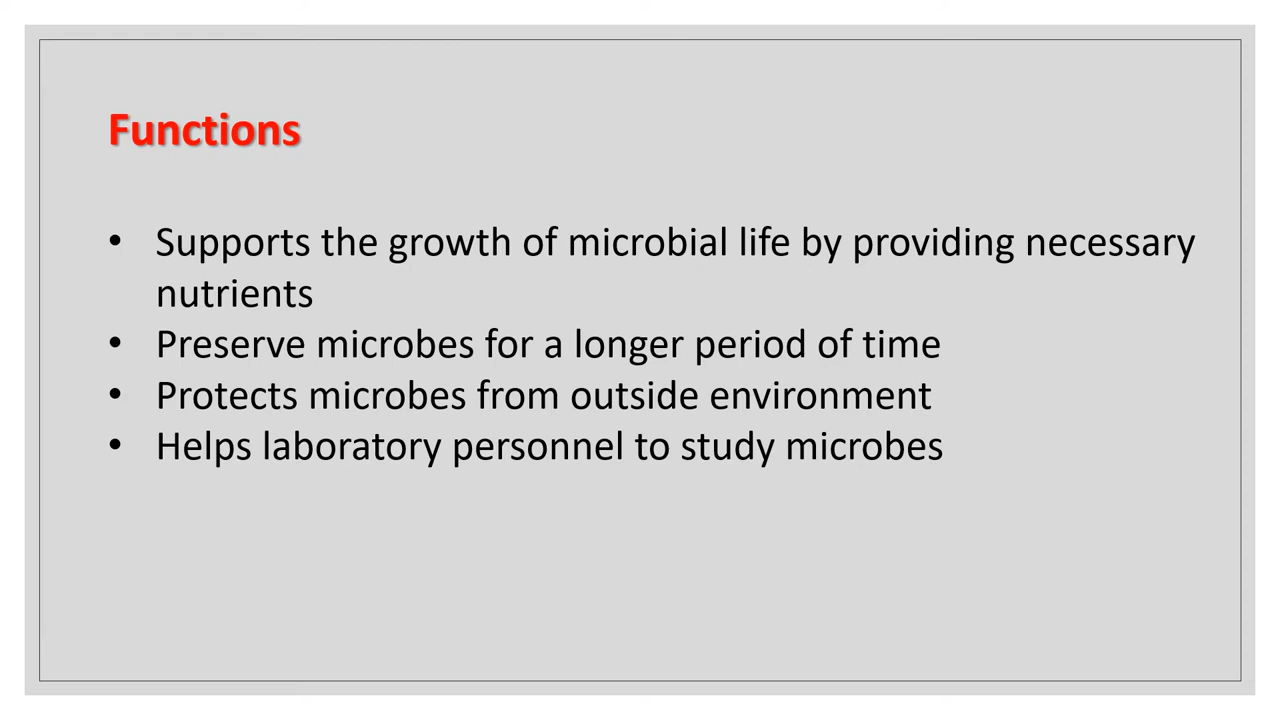 Functions
• Supports the growth of microbial life by providing necessary
nutrients
• Preserve microbes for a longer period of time
• Protects microbes from outside environment
• Helps laboratory personnel to study microbes